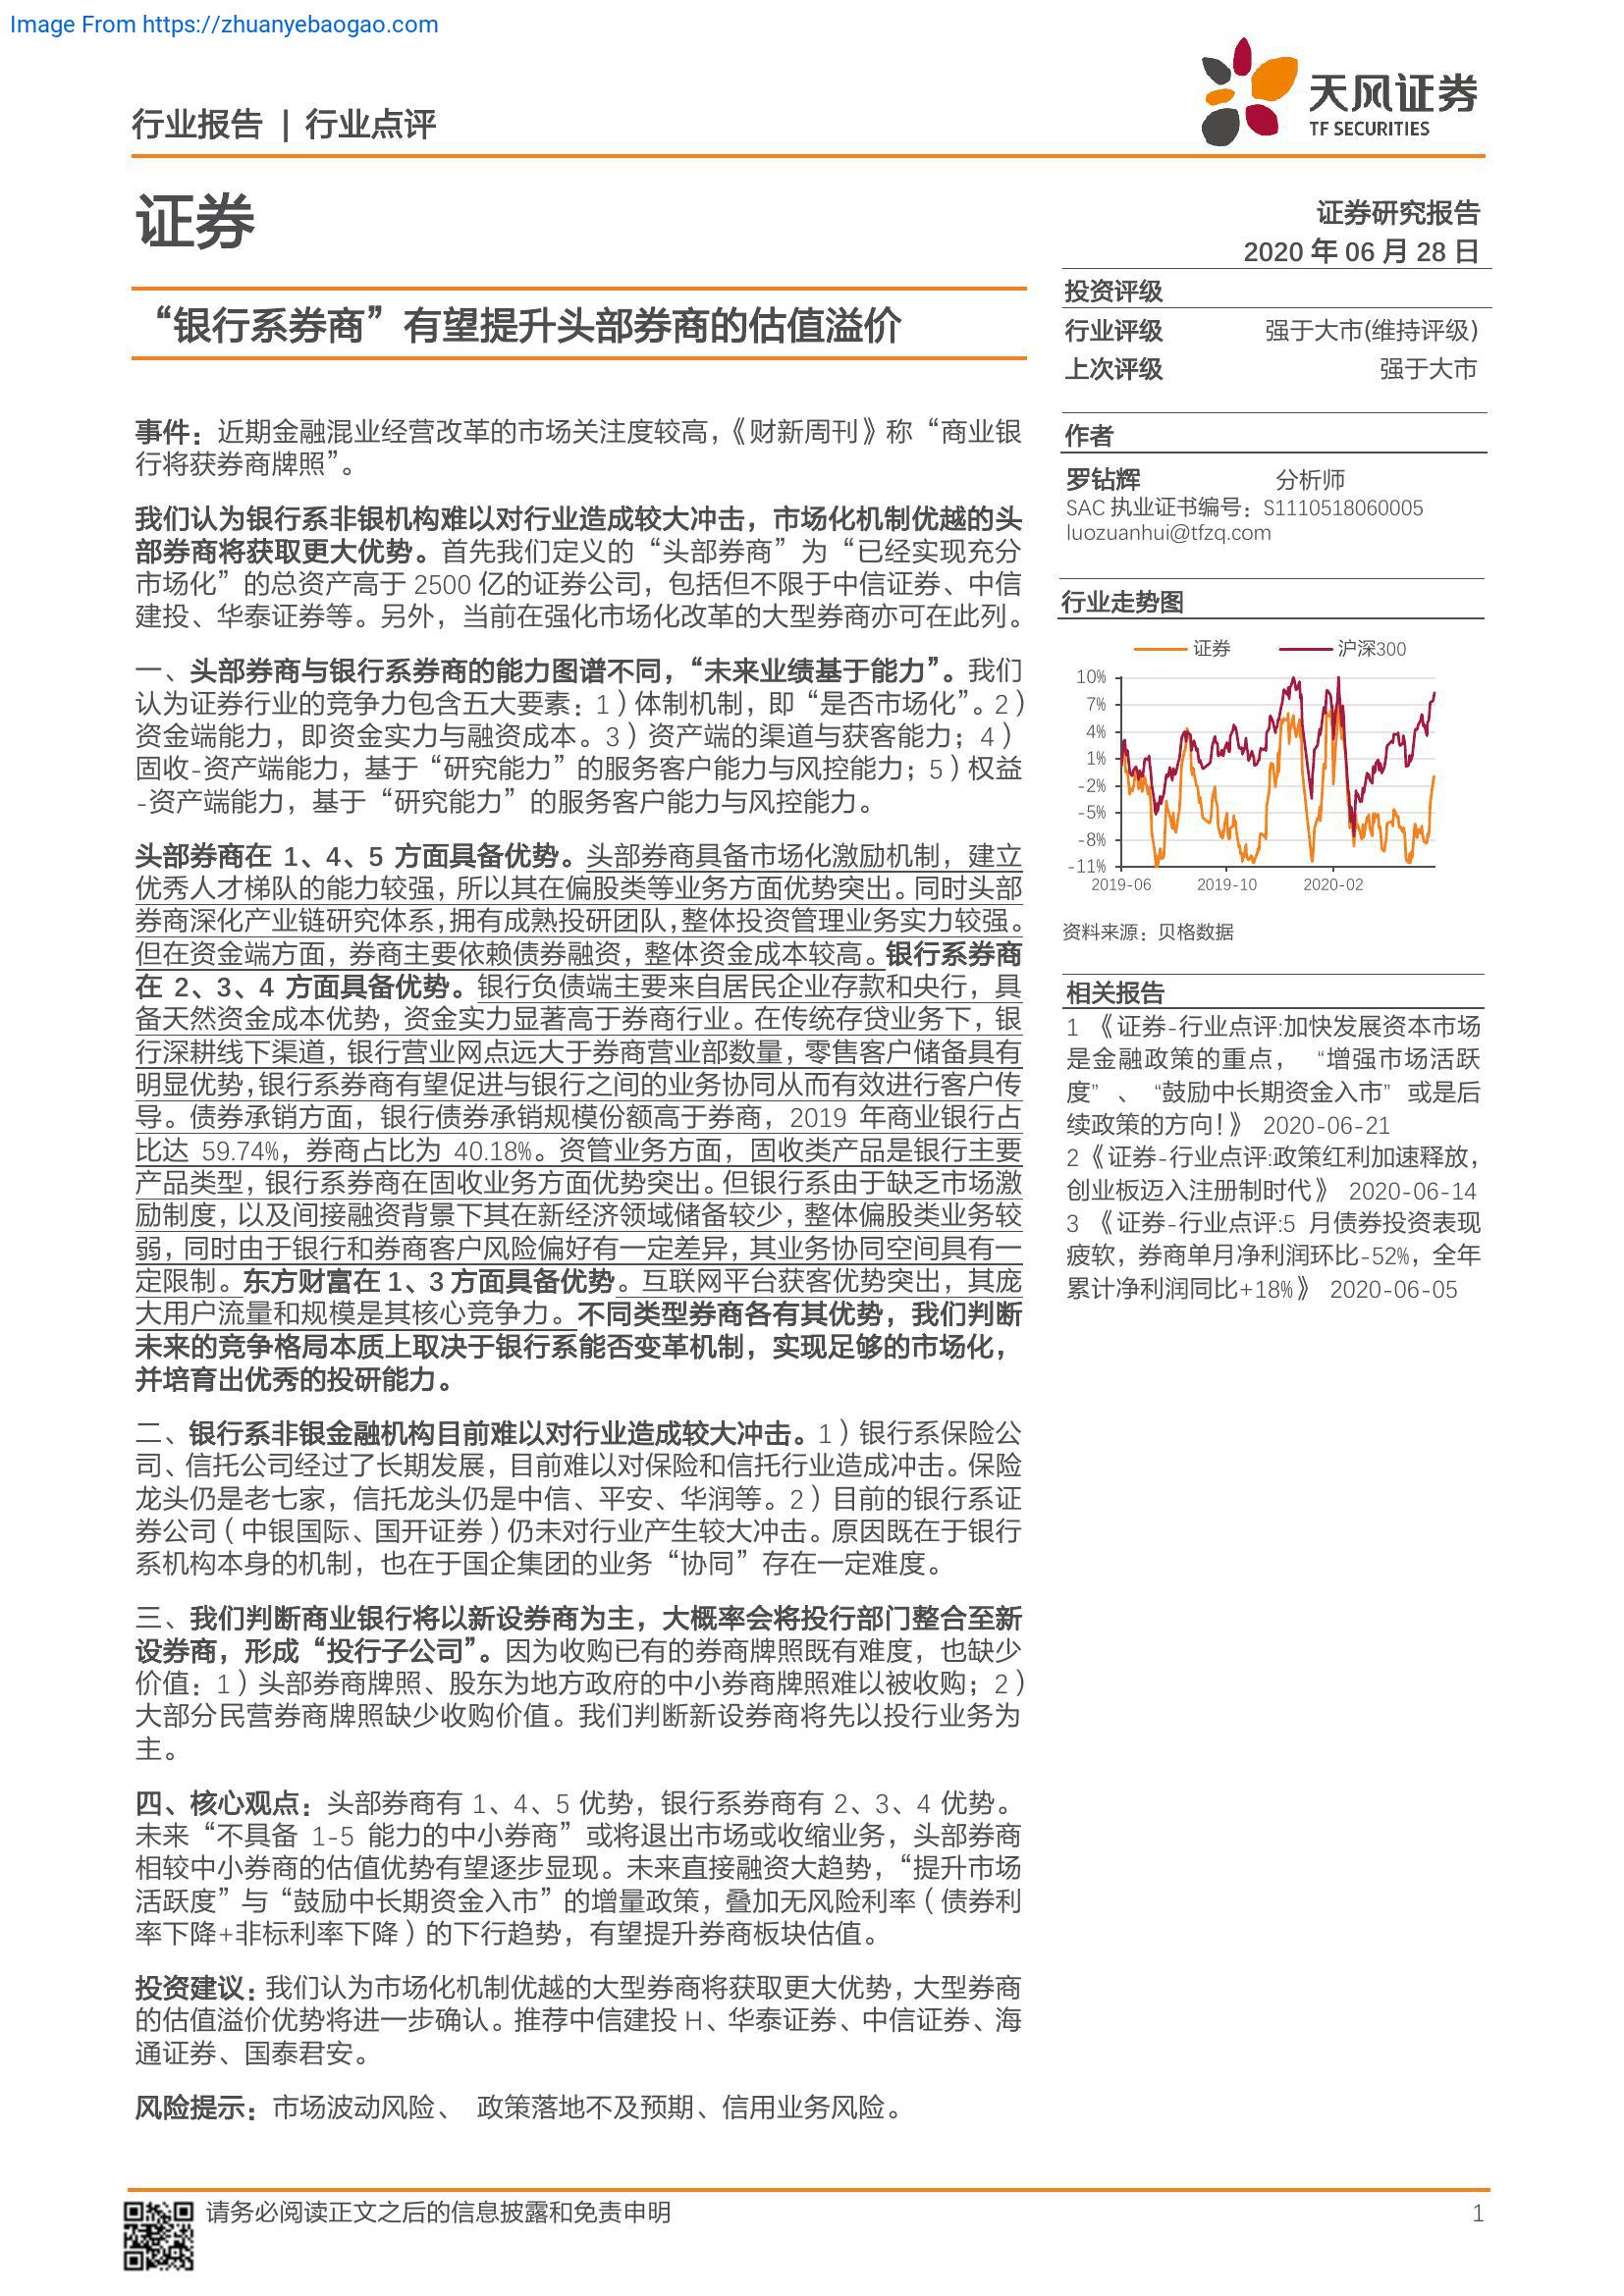 Image From https://zhuanyebaogao.com
天风证券
TF SECURITIES
行业报告 | 行业点评
证券
证券研究报告
2020 年 06 月 28 日
“银行系券商”有望提升头部券商的估值溢价
投资评级
行业评级 强于大市(维持评级)
上次评级 强于大市
事件：近期金融混业经营改革的市场关注度较高，《财新周刊》称“商业银
行将获券商牌照”。
我们认为银行系非银机构难以对行业造成较大冲击，市场化机制优越的头
部券商将获取更大优势。首先我们定义的“头部券商”为“已经实现充分
市场化”的总资产高于 2500 亿的证券公司，包括但不限于中信证券、中信
建投、华泰证券等。另外，当前在强化市场化改革的大型券商亦可在此列。
一、头部券商与银行系券商的能力图谱不同，“未来业绩基于能力”。我们
认为证券行业的竞争力包含五大要素：1）体制机制，即“是否市场化”。2）
资金端能力，即资金实力与融资成本。3）资产端的渠道与获客能力；4）
固收-资产端能力，基于“研究能力”的服务客户能力与风控能力；5）权益
-资产端能力，基于“研究能力”的服务客户能力与风控能力。
头部券商在 1、4、5 方面具备优势。头部券商具备市场化激励机制，建立
优秀人才梯队的能力较强，所以其在偏股类等业务方面优势突出。同时头部
券商深化产业链研究体系，拥有成熟投研团队，整体投资管理业务实力较强。
但在资金端方面，券商主要依赖债券融资，整体资金成本较高。银行系券商
在 2、3、4 方面具备优势。银行负债端主要来自居民企业存款和央行，具
备天然资金成本优势，资金实力显著高于券商行业。在传统存贷业务下，银
行深耕线下渠道，银行营业网点远大于券商营业部数量，零售客户储备具有
明显优势，银行系券商有望促进与银行之间的业务协同从而有效进行客户传
导。债券承销方面，银行债券承销规模份额高于券商，2019 年商业银行占
比达 59.74%，券商占比为 40.18%。资管业务方面，固收类产品是银行主要
产品类型，银行系券商在固收业务方面优势突出。但银行系由于缺乏市场激
励制度，以及间接融资背景下其在新经济领域储备较少，整体偏股类业务较
弱，同时由于银行和券商客户风险偏好有一定差异，其业务协同空间具有一
定限制。东方财富在 1、3 方面具备优势。互联网平台获客优势突出，其庞
大用户流量和规模是其核心竞争力。不同类型券商各有其优势，我们判断
未来的竞争格局本质上取决于银行系能否变革机制，实现足够的市场化，
并培育出优秀的投研能力。
二、银行系非银金融机构目前难以对行业造成较大冲击。1）银行系保险公
司、信托公司经过了长期发展，目前难以对保险和信托行业造成冲击。保险
龙头仍是老七家，信托龙头仍是中信、平安、华润等。2）目前的银行系证
券公司（中银国际、国开证券）仍未对行业产生较大冲击。原因既在于银行
系机构本身的机制，也在于国企集团的业务“协同”存在一定难度。
三、我们判断商业银行将以新设券商为主，大概率会将投行部门整合至新
设券商，形成“投行子公司”。因为收购已有的券商牌照既有难度，也缺少
价值：1）头部券商牌照、股东为地方政府的中小券商牌照难以被收购；2）
大部分民营券商牌照缺少收购价值。我们判断新设券商将先以投行业务为
主。
四、核心观点：头部券商有 1、4、5 优势，银行系券商有 2、3、4 优势。
未来“不具备 1-5 能力的中小券商”或将退出市场或收缩业务，头部券商
相较中小券商的估值优势有望逐步显现。未来直接融资大趋势，“提升市场
活跃度”与“鼓励中长期资金入市”的增量政策，叠加无风险利率（债券利
率下降+非标利率下降）的下行趋势，有望提升券商板块估值。
投资建议：我们认为市场化机制优越的大型券商将获取更大优势，大型券商
的估值溢价优势将进一步确认。推荐中信建投 H、华泰证券、中信证券、海
通证券、国泰君安。
风险提示：市场波动风险、 政策落地不及预期、信用业务风险。
作者
罗钻辉 分析师
SAC 执业证书编号：S1110518060005
luozuanhui@tfzq.com
行业走势图
证券 沪深300
10%
7%
4%
1%
-2%
-5%
-8%
-11%
2019-06 2019-10 2020-02
资料来源：贝格数据
相关报告
1 《证券-行业点评:加快发展资本市场
是金融政策的重点， “增强市场活跃
度” 、 “鼓励中长期资金入市” 或是后
续政策的方向！》 2020-06-21
2《证券-行业点评:政策红利加速释放，
创业板迈入注册制时代》 2020-06-14
3 《证券-行业点评:5 月债券投资表现
疲软，券商单月净利润环比-52%，全年
累计净利润同比+18%》 2020-06-05
请务必阅读正文之后的信息披露和免责申明
1